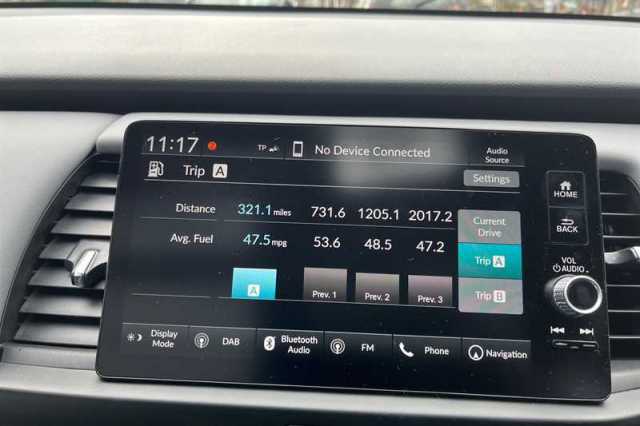 11:17 TP No Device Connected Audio Source
Trip A Settings
HOME
Distance 321.1 miles 731.6 1205.1 2017.2
Current Drive
BACK
Avg. Fuel 47.5 mpg 53.6 48.5 47.2
Trip A
VOL
AUDIO
A Prev. 1 Prev. 2 Prev. 3 Trip B
Display Mode DAB Bluetooth Audio FM Phone Navigation